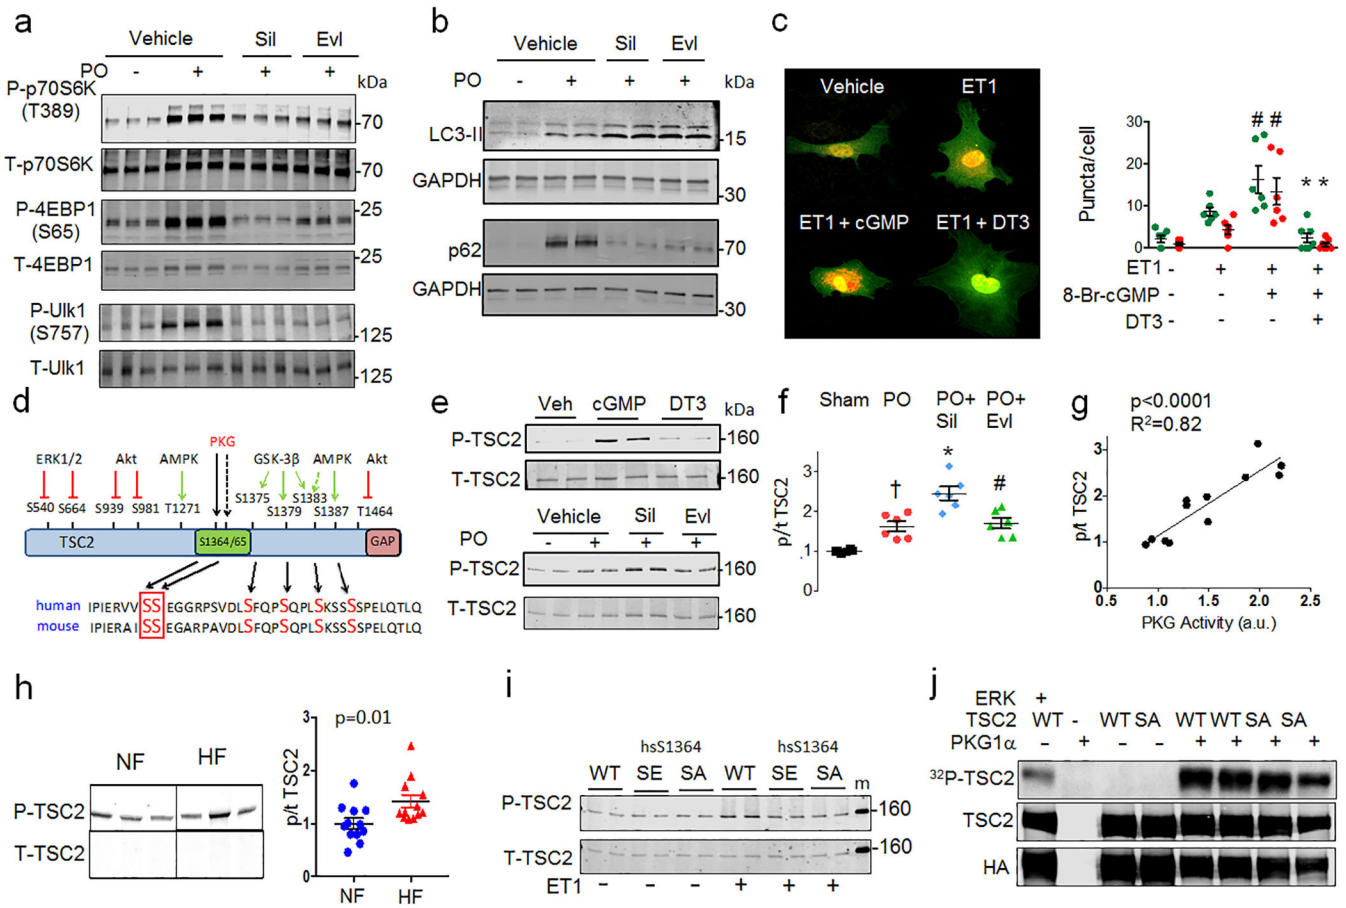 a
Vehicle Sil Evl
PO - + + + kDa
P-p70S6K
(T389)
-70
T-p70S6K -70
P-4EBP1
(S65)
-25
T-4EBP1 -25
P-Ulk1
(S757)
-125
T-Ulk1 -125
b
Vehicle Sil Evl
PO - + + + kDa
LC3-II -15
GAPDH -30
p62 -70
GAPDH -30
c
Vehicle ET1
ET1 + cGMP ET1 + DT3
Puncta/cell
30
20
10
0
# #
* *
ET1 - + + +
8-Br-cGMP - - + +
DT3 - - - +
d
PKG
ERK1/2 Akt AMPK GSK-3β AMPK Akt
S540 S664 S939 S981 T1271 S1375 S1379 S1383 S1387 T1464
TSC2 S1364/65 GAP
human IPIERVVSSEGGRPSVDLSFQPSQPLSKSSSSPELQTLQ
mouse IPIERAISSEGARPAVDLSFQPSQPLSKSSSSPELQTLQ
e
Veh cGMP DT3 kDa
P-TSC2 -160
T-TSC2 -160
Vehicle Sil Evl
PO - + + +
P-TSC2 -160
T-TSC2 -160
f
Sham PO PO+ Sil PO+ Evl
p/t TSC2
3
2
1
0
† * #
g
p<0.0001
R²=0.82
p/t TSC2
3
2
1
0
0.5 1.0 1.5 2.0 2.5
PKG Activity (a.u.)
h
NF HF
P-TSC2
T-TSC2
p=0.01
p/t TSC2
3
2
1
0
NF HF
i
hsS1364 hsS1364
WT SE SA WT SE SA m
P-TSC2 -160
T-TSC2 -160
ET1 - - - + + +
j
ERK +
TSC2 WT - WT SA WT WT SA SA
PKG1α - + - - + + + +
³²P-TSC2
TSC2
HA